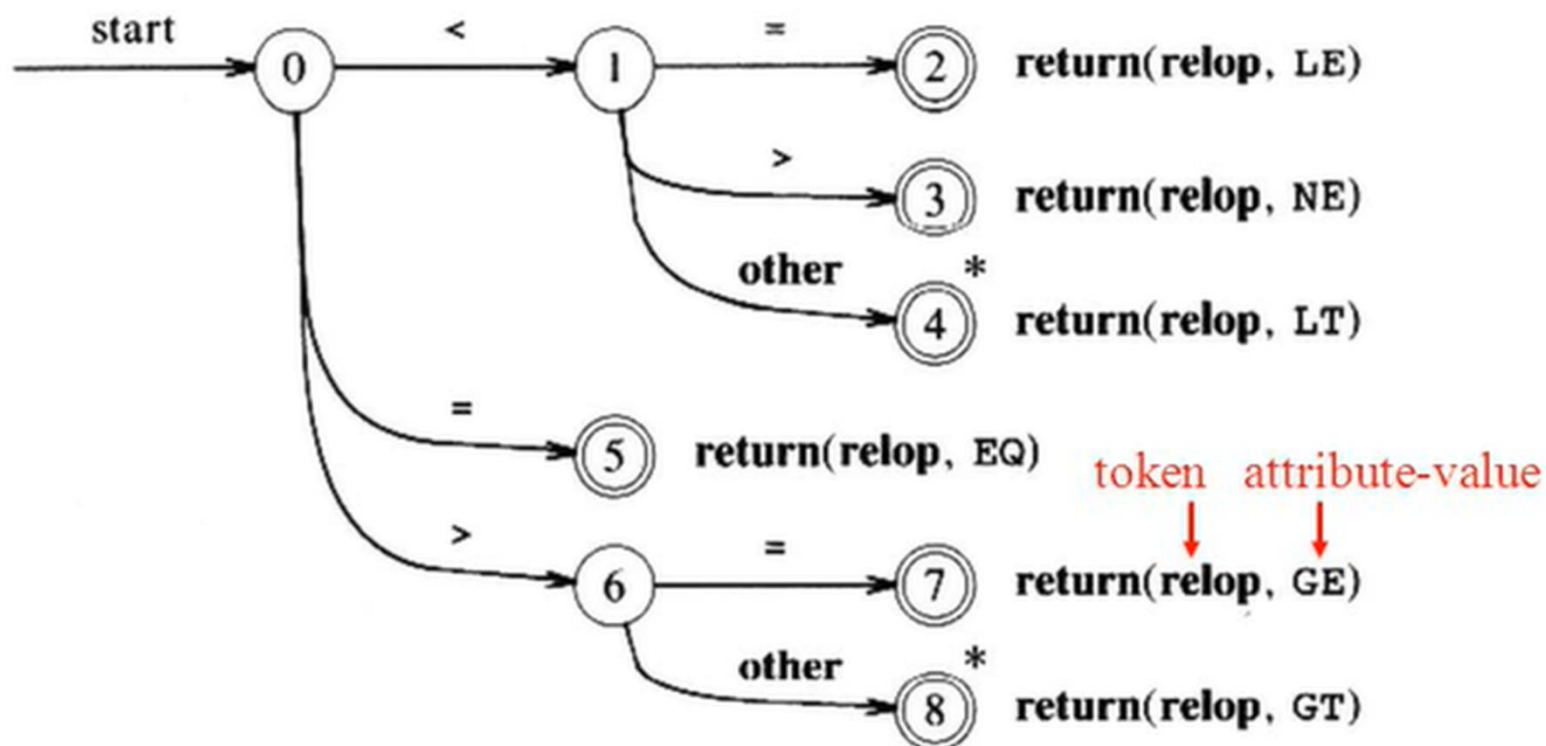 start < =
0 1 2 return(relop, LE)
>
3 return(relop, NE)
other *
4 return(relop, LT)
=
5 return(relop, EQ)
token attribute-value
> =
6 7 return(relop, GE)
other *
8 return(relop, GT)